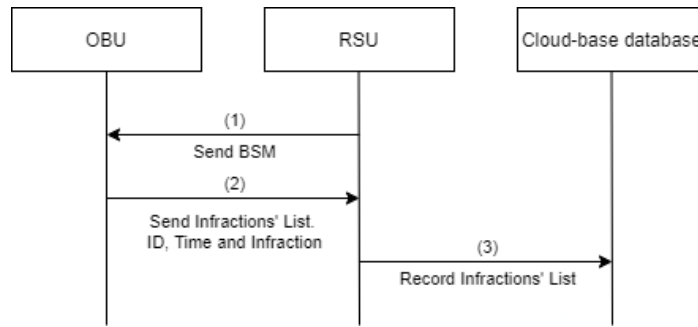 OBU
RSU
Cloud-base database
(1)
Send BSM
(2)
Send Infractions' List.
ID, Time and Infraction
(3)
Record Infractions' List